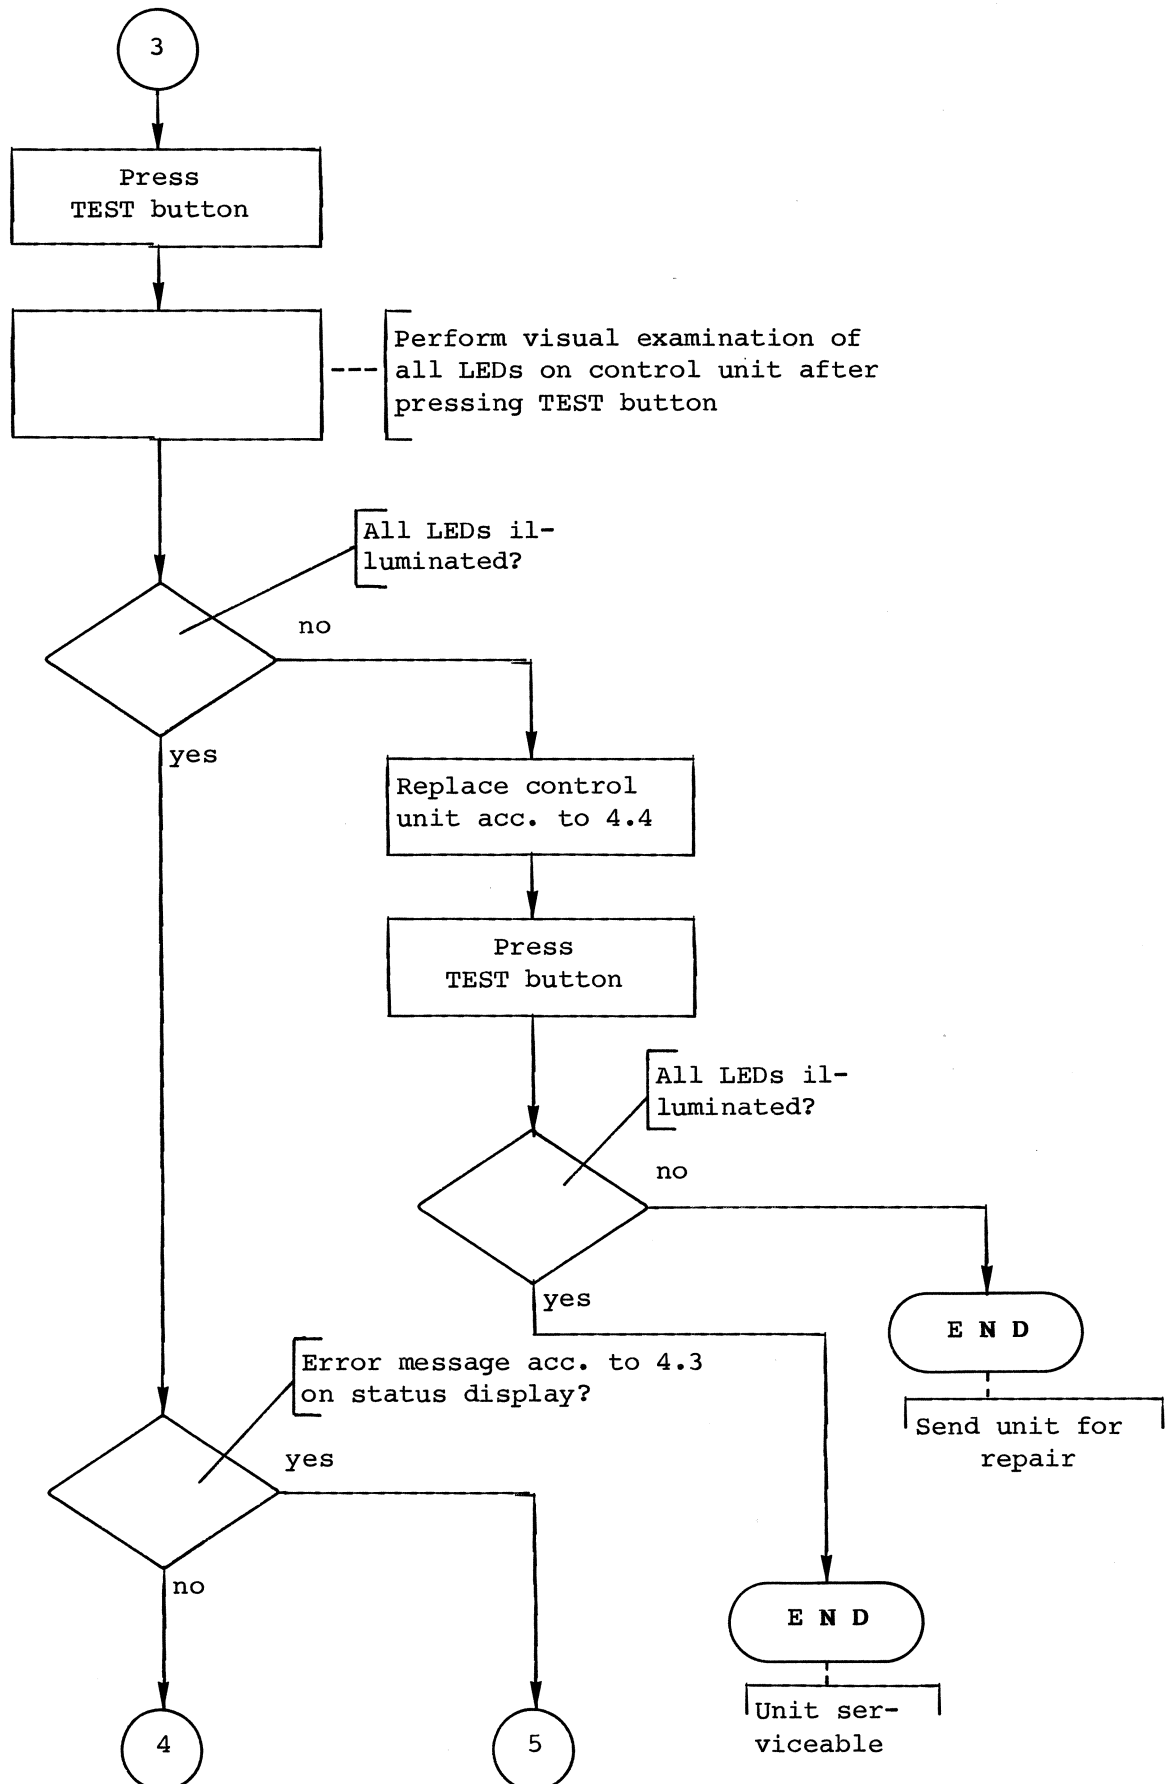 3
Press
TEST button
Perform visual examination of
all LEDs on control unit after
pressing TEST button
All LEDs il-
luminated?
no
yes
Replace control
unit acc. to 4.4
Press
TEST button
All LEDs il-
luminated?
no
yes
E N D
Send unit for
repair
Error message acc. to 4.3
on status display?
yes
no
E N D
Unit ser-
viceable
4
5